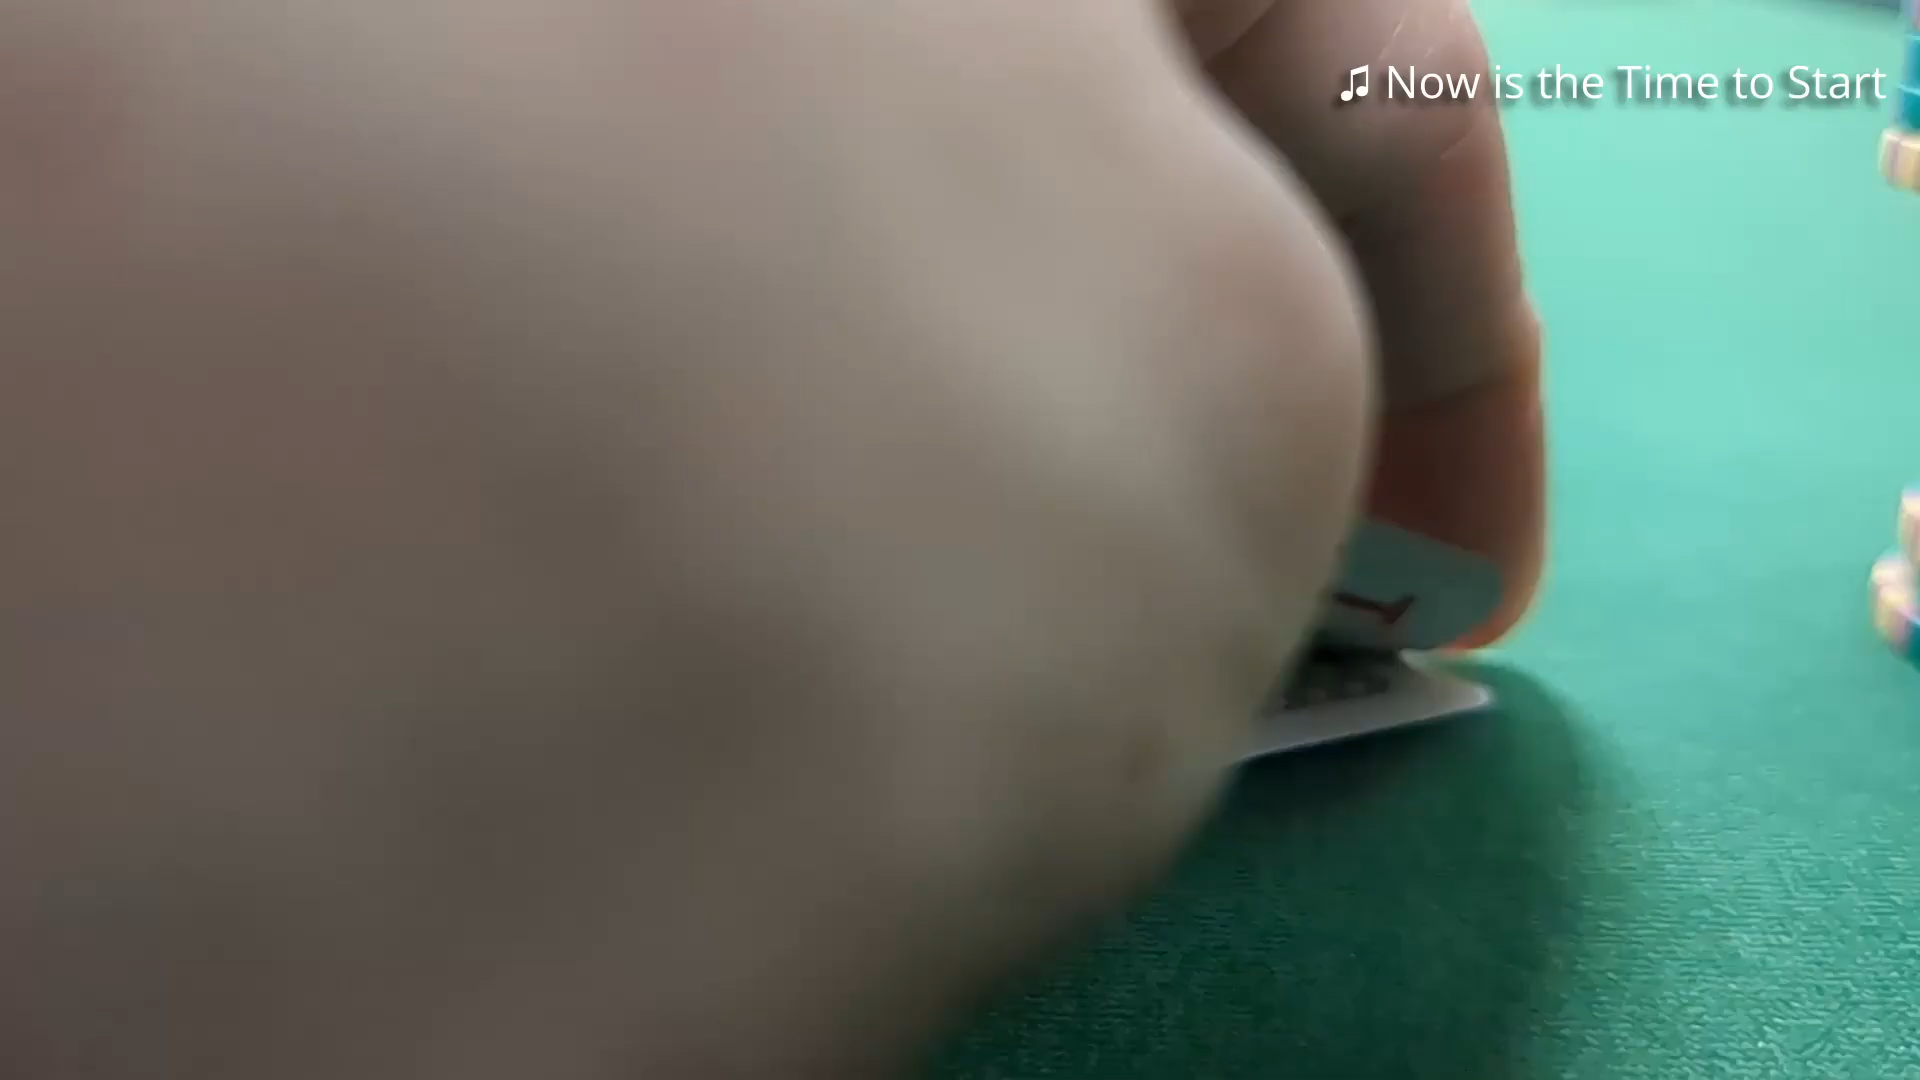 ♫ Now is the Time to Start